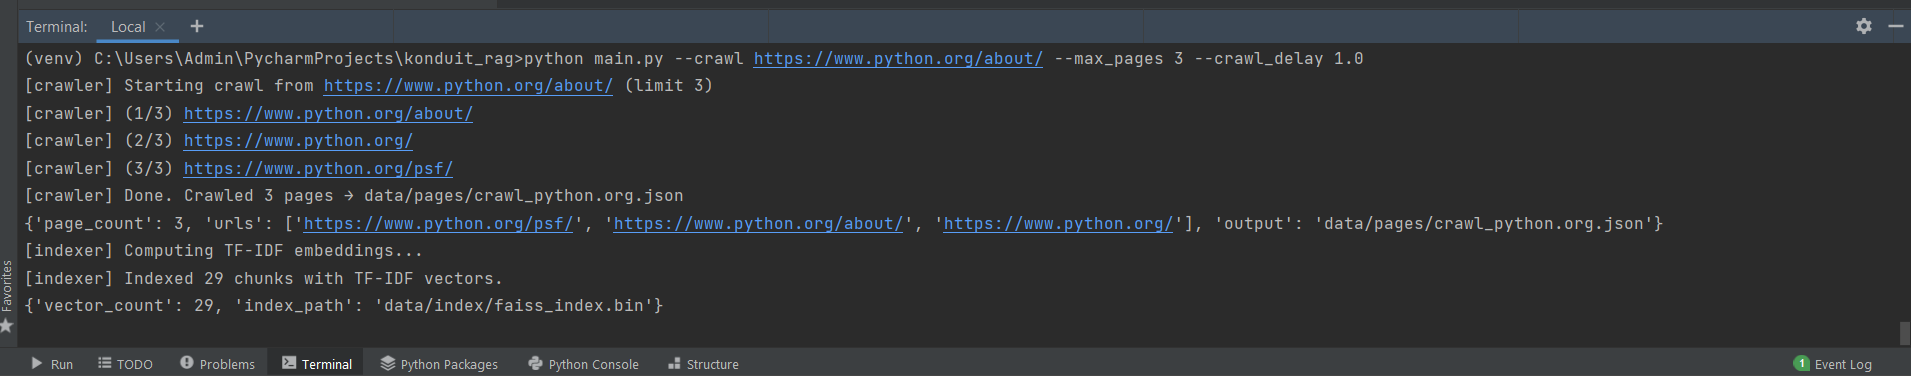 Terminal: Local × +
(venv) C:\Users\Admin\PycharmProjects\konduit_rag>python main.py --crawl https://www.python.org/about/ --max_pages 3 --crawl_delay 1.0
[crawler] Starting crawl from https://www.python.org/about/ (limit 3)
[crawler] (1/3) https://www.python.org/about/
[crawler] (2/3) https://www.python.org/
[crawler] (3/3) https://www.python.org/psf/
[crawler] Done. Crawled 3 pages → data/pages/crawl_python.org.json
{'page_count': 3, 'urls': ['https://www.python.org/psf/', 'https://www.python.org/about/', 'https://www.python.org/'], 'output': 'data/pages/crawl_python.org.json'}
[indexer] Computing TF-IDF embeddings...
[indexer] Indexed 29 chunks with TF-IDF vectors.
{'vector_count': 29, 'index_path': 'data/index/faiss_index.bin'}
Favorites
Run TODO Problems Terminal Python Packages Python Console Structure 1 Event Log